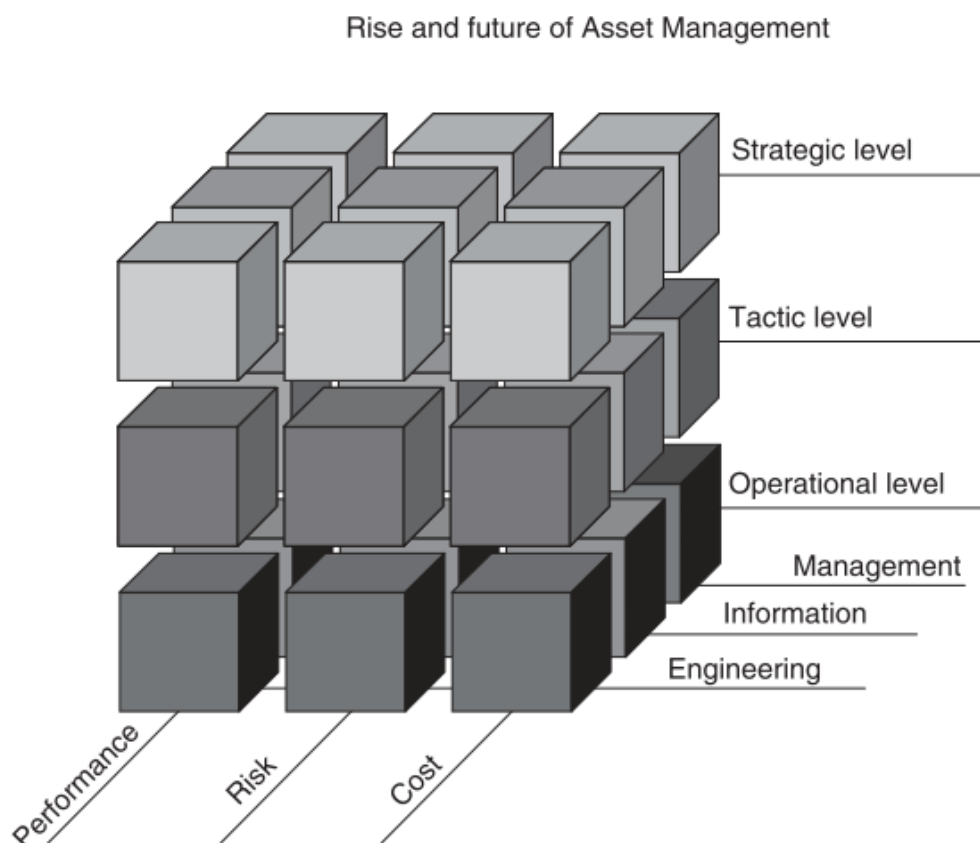 Rise and future of Asset Management
Strategic level
Tactic level
Operational level
Management
Information
Engineering
Performance
Risk
Cost